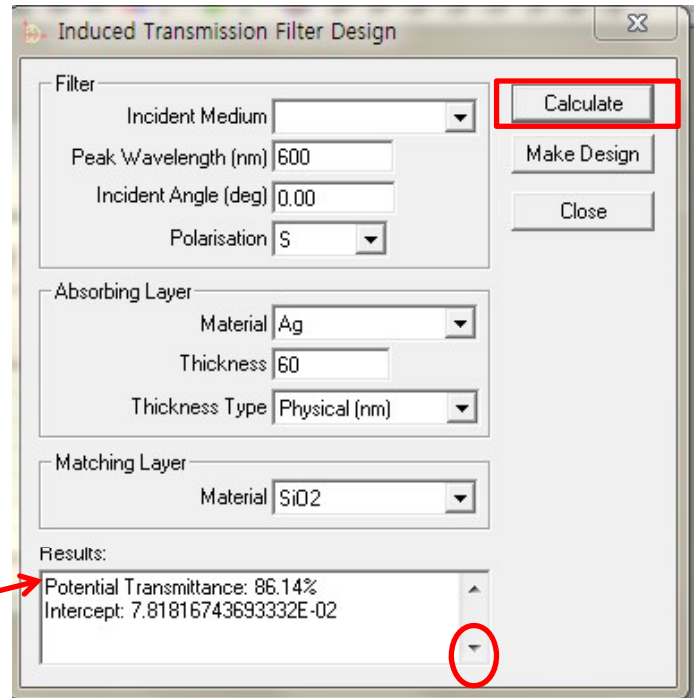 Induced Transmission Filter Design
Filter
Incident Medium
Calculate
Peak Wavelength (nm) 600
Make Design
Incident Angle (deg) 0.00
Close
Polarisation S
Absorbing Layer
Material Ag
Thickness 60
Thickness Type Physical (nm)
Matching Layer
Material SiO2
Results:
Potential Transmittance: 86.14%
Intercept: 7.81816743693332E-02